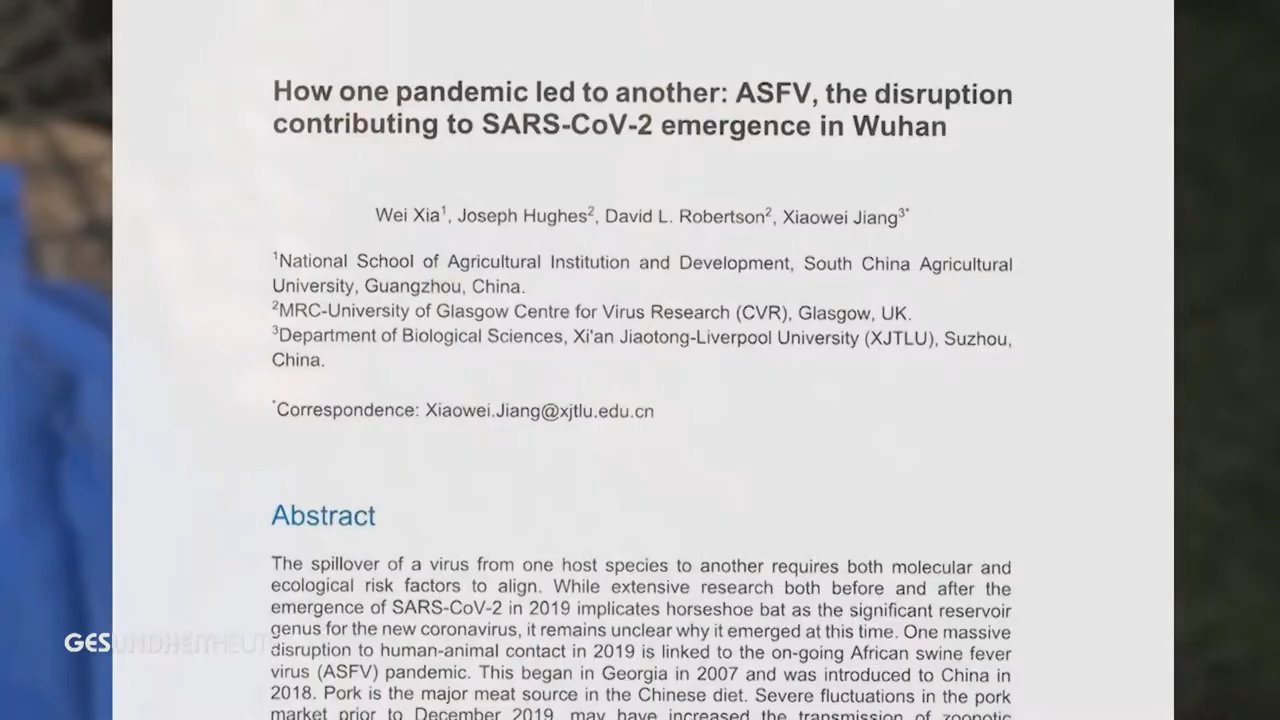 How one pandemic led to another: ASFV, the disruption
contributing to SARS-CoV-2 emergence in Wuhan
Wei Xia¹, Joseph Hughes², David L. Robertson², Xiaowei Jiang³*
¹National School of Agricultural Institution and Development, South China Agricultural
University, Guangzhou, China.
²MRC-University of Glasgow Centre for Virus Research (CVR), Glasgow, UK.
³Department of Biological Sciences, Xi'an Jiaotong-Liverpool University (XJTLU), Suzhou,
China.
*Correspondence: Xiaowei.Jiang@xjtlu.edu.cn
Abstract
The spillover of a virus from one host species to another requires both molecular and
ecological risk factors to align. While extensive research both before and after the
emergence of SARS-CoV-2 in 2019 implicates horseshoe bat as the significant reservoir
genus for the new coronavirus, it remains unclear why it emerged at this time. One massive
disruption to human-animal contact in 2019 is linked to the on-going African swine fever
virus (ASFV) pandemic. This began in Georgia in 2007 and was introduced to China in
2018. Pork is the major meat source in the Chinese diet. Severe fluctuations in the pork
market prior to December 2019, may have increased the transmission of zoonotic
GESUNDHEITHEUTE